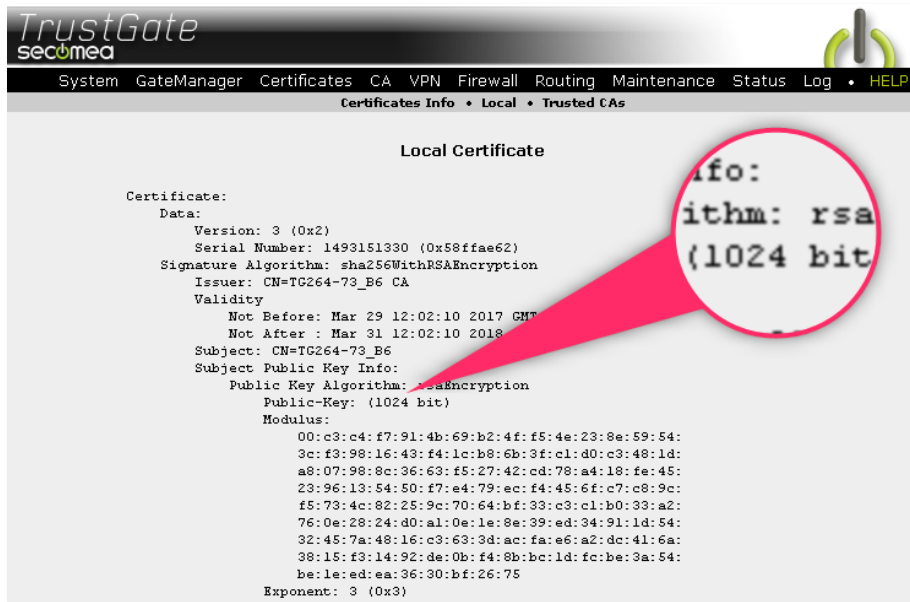 TrustGate
secomea
System GateManager Certificates CA VPN Firewall Routing Maintenance Status Log • HELP
Certificates Info • Local • Trusted CAs
Local Certificate
Certificate:
Data:
Version: 3 (0x2)
Serial Number: 1493151330 (0x58ffae62)
Signature Algorithm: sha256WithRSAEncryption
Issuer: CN=TG264-73_B6 CA
Validity
Not Before: Mar 29 12:02:10 2017 GMT
Not After : Mar 31 12:02:10 2018
Subject: CN=TG264-73_B6
Subject Public Key Info:
Public Key Algorithm: rsaEncryption
Public-Key: (1024 bit)
Modulus:
00:c3:c4:f7:91:4b:69:b2:4f:f5:4e:23:8e:59:54:
3c:f3:98:16:43:f4:1c:b8:6b:3f:c1:d0:c3:48:1d:
a8:07:98:8c:36:63:f5:27:42:cd:78:a4:18:fe:45:
23:96:13:54:50:f7:e4:79:ec:f4:45:6f:c7:c8:9c:
f5:73:4c:82:25:9c:70:64:bf:33:c3:c1:b0:33:a2:
76:0e:28:24:d0:a1:0e:1e:8e:39:ed:34:91:1d:54:
32:45:7a:48:16:c3:63:3d:ac:fa:e6:a2:dc:41:6a:
38:15:f3:14:92:de:0b:f4:8b:bc:1d:fc:be:3a:54:
be:1e:ed:ea:36:30:bf:26:75
Exponent: 3 (0x3)
nfo:
ithm: rsa
(1024 bit